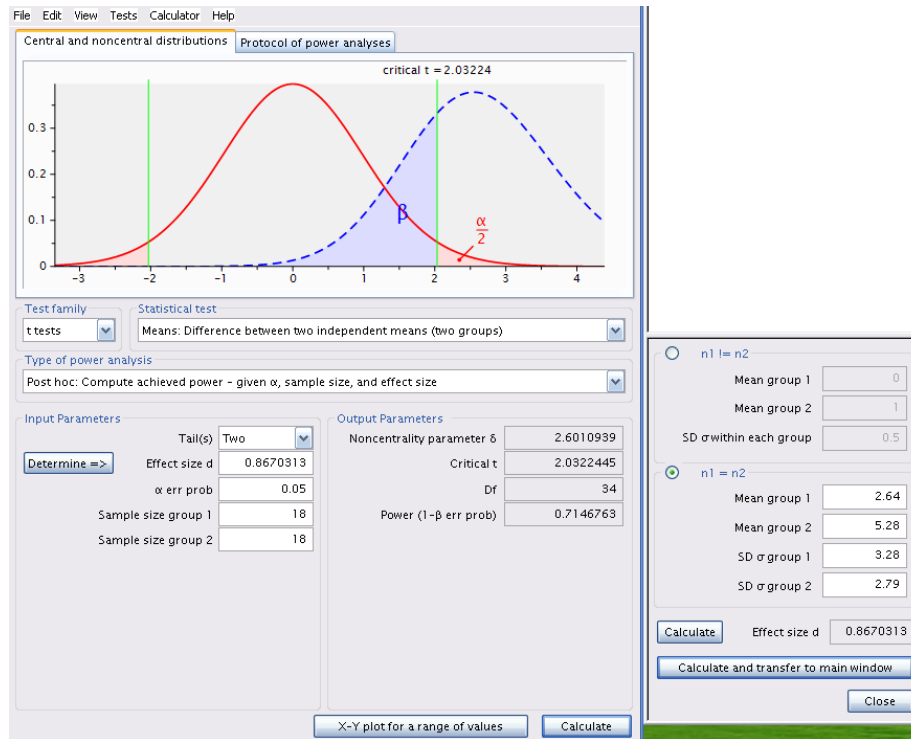 File Edit View Tests Calculator Help
Central and noncentral distributions Protocol of power analyses
critical t = 2.03224
0.3
0.2
0.1
0
β
α
2
-3 -2 -1 0 1 2 3 4
Test family
t tests
Statistical test
Means: Difference between two independent means (two groups)
Type of power analysis
Post hoc: Compute achieved power – given α, sample size, and effect size
Input Parameters
Tail(s) Two
Determine => Effect size d 0.8670313
α err prob 0.05
Sample size group 1 18
Sample size group 2 18
Output Parameters
Noncentrality parameter δ 2.6010939
Critical t 2.0322445
Df 34
Power (1-β err prob) 0.7146763
X-Y plot for a range of values Calculate
n1 != n2
Mean group 1 0
Mean group 2 1
SD σ within each group 0.5
n1 = n2
Mean group 1 2.64
Mean group 2 5.28
SD σ group 1 3.28
SD σ group 2 2.79
Calculate Effect size d 0.8670313
Calculate and transfer to main window
Close